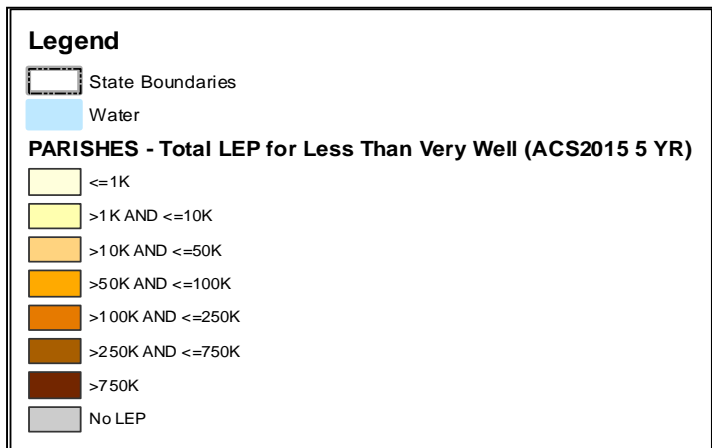 Legend
State Boundaries
Water
PARISHES - Total LEP for Less Than Very Well (ACS2015 5 YR)
<=1K
>1K AND <=10K
>10K AND <=50K
>50K AND <=100K
>100K AND <=250K
>250K AND <=750K
>750K
No LEP